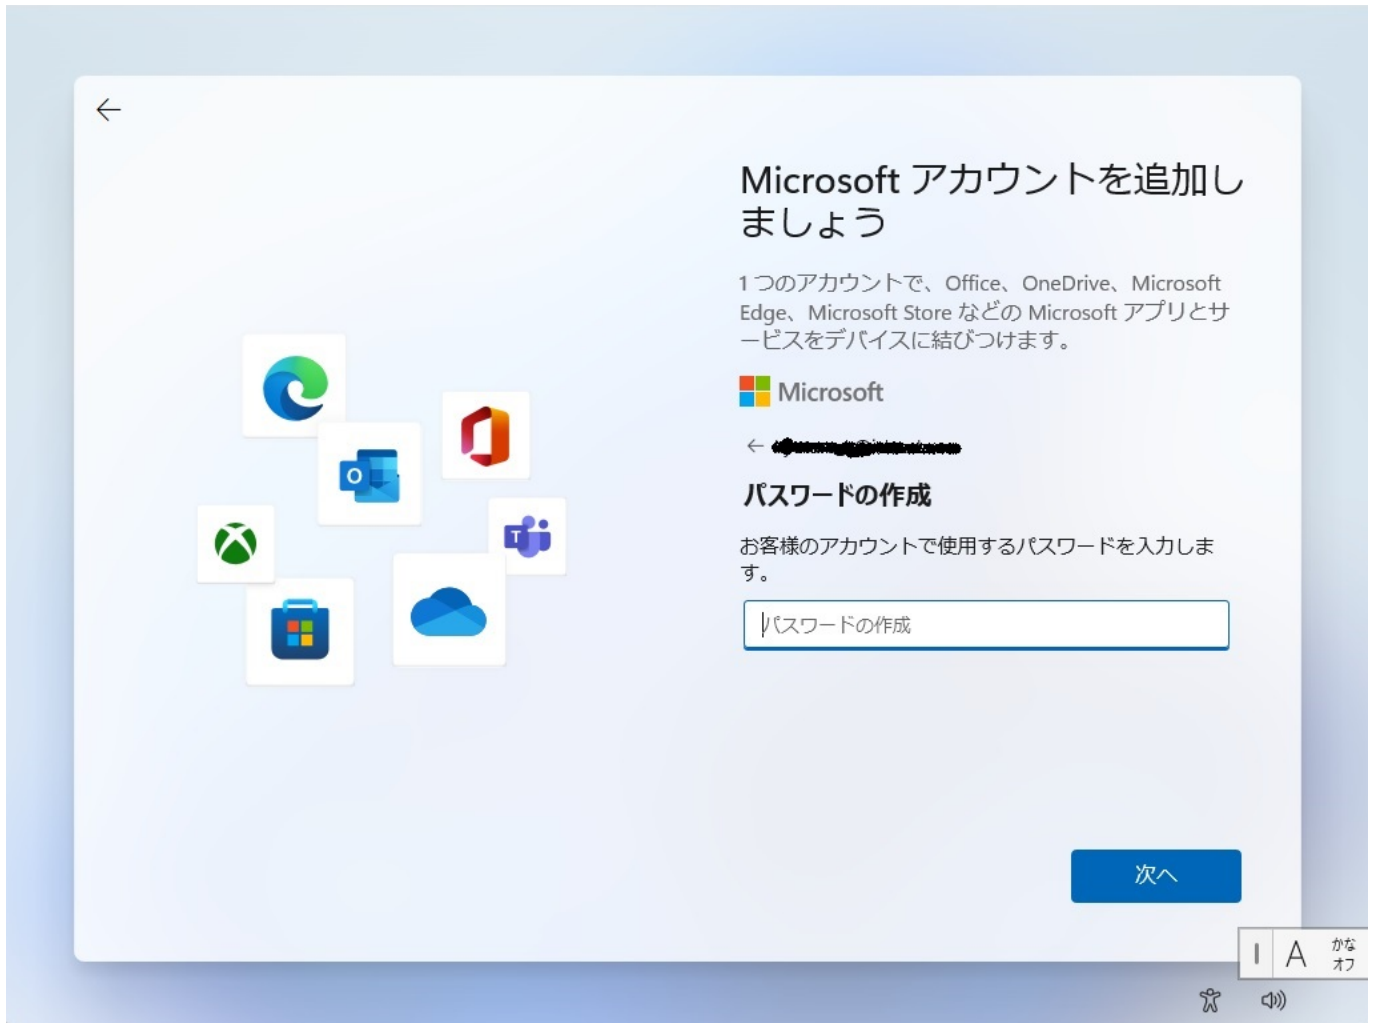 Microsoft アカウントを追加し
ましょう
1 つのアカウントで、Office、OneDrive、Microsoft
Edge、Microsoft Store などの Microsoft アプリとサ
ービスをデバイスに結びつけます。
Microsoft
パスワードの作成
お客様のアカウントで使用するパスワードを入力しま
す。
パスワードの作成
次へ
A かな
オフ